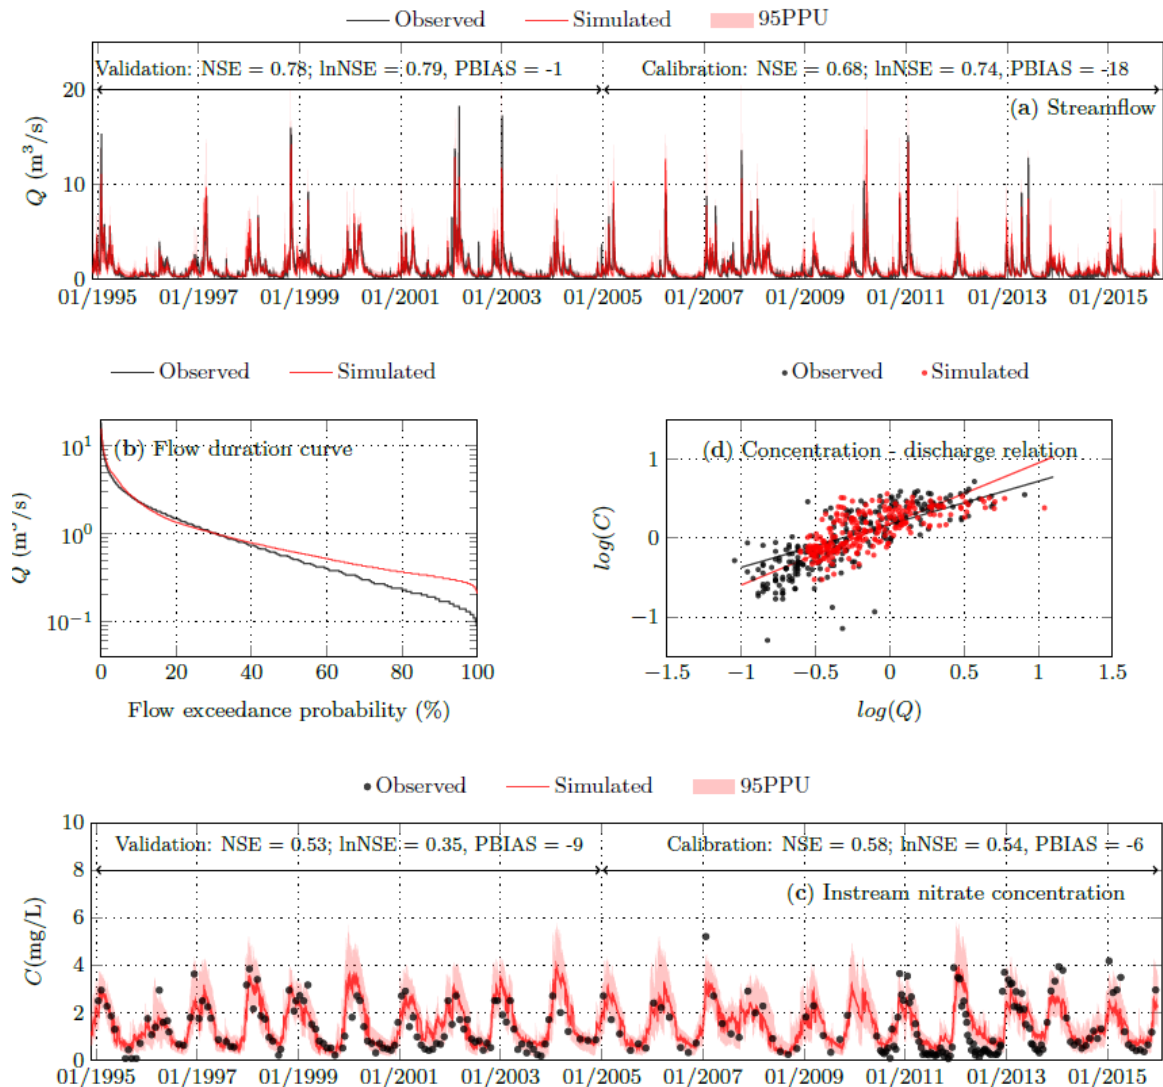 Observed Simulated 95PPU
Validation: NSE = 0.78; lnNSE = 0.79, PBIAS = -1 Calibration: NSE = 0.68; lnNSE = 0.74, PBIAS = -18
20
(a) Streamflow
Q (m³/s)
10
0
01/1995 01/1997 01/1999 01/2001 01/2003 01/2005 01/2007 01/2009 01/2011 01/2013 01/2015
Observed Simulated
(b) Flow duration curve
Q (m³/s)
10¹
10⁰
10⁻¹
0 20 40 60 80 100
Flow exceedance probability (%)
Observed Simulated
(d) Concentration - discharge relation
log(C)
1
0
−1
−1.5 −1 −0.5 0 0.5 1 1.5
log(Q)
Observed Simulated 95PPU
10
Validation: NSE = 0.53; lnNSE = 0.35, PBIAS = -9 Calibration: NSE = 0.58; lnNSE = 0.54, PBIAS = -6
8
(c) Instream nitrate concentration
C(mg/L)
6
4
2
0
01/1995 01/1997 01/1999 01/2001 01/2003 01/2005 01/2007 01/2009 01/2011 01/2013 01/2015